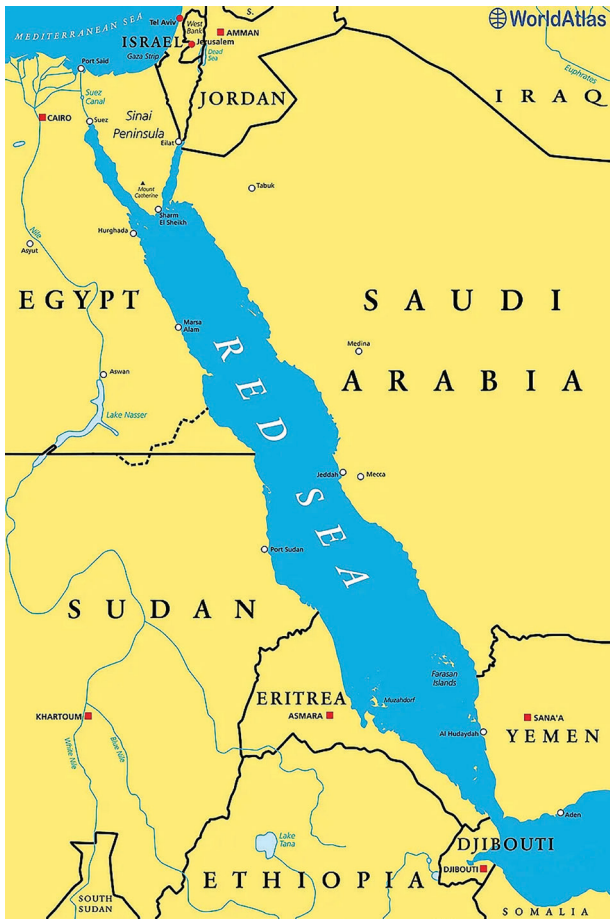 WorldAtlas
MEDITERRANEAN SEA
Tel Aviv
West
Bank
S.
AMMAN
ISRAEL
Jerusalem
Gaza Strip
Dead
Sea
Port Said
Suez
Canal
Sinai
Peninsula
JORDAN
IRAQ
Euphrates
CAIRO
Suez
Eilat
Mount
Catherine
Tabuk
Sharm
El Sheikh
Hurghada
Nile
Asyut
EGYPT
SAUDI
ARABIA
Marsa
Alam
Medina
Aswan
Lake Nasser
RED SEA
Jeddah
Mecca
Port Sudan
SUDAN
Farasan
Islands
ERITREA
ASMARA
Muzahdorf
KHARTOUM
White Nile
Blue Nile
Al Hudaydah
SANA'A
YEMEN
Aden
Lake
Tana
DJIBOUTI
DJIBOUTI
ETHIOPIA
SOUTH
SUDAN
SOMALIA